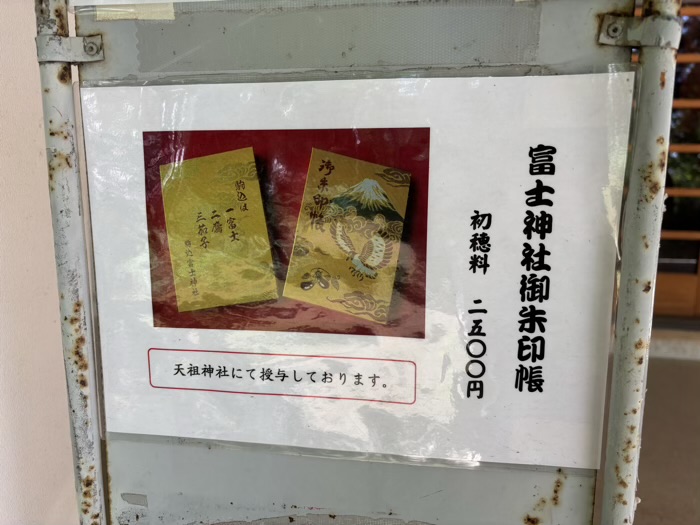 富士神社御朱印帳
初穂料 二五〇〇円
御朱印帳
駒込は
一富士
二鷹
三茄子
駒込富士神社
天祖神社にて授与しております。